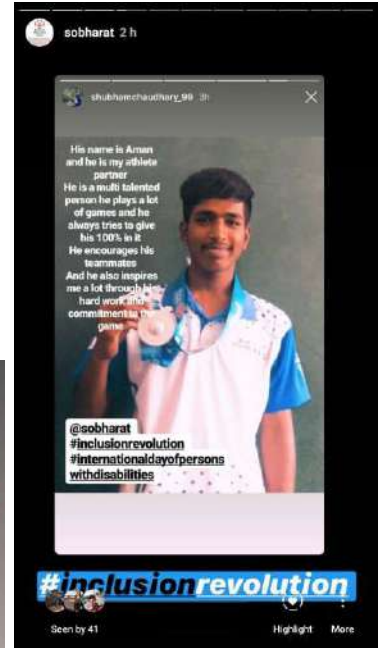 sobharat 2 h
shubhamchaudhary_99 3h
His name is Aman
and he is my athlete
partner
He is a multi talented
person he plays a lot
of games and he
always tries to give
his 100% in it
He encourages his
teammates
And he also inspires
me a lot through his
hard work and
commitment to the
game
@sobharat
#inclusionrevolution
#internationaldayofpersons
withdisabilities
#inclusionrevolution
Seen by 41
Highlight
More